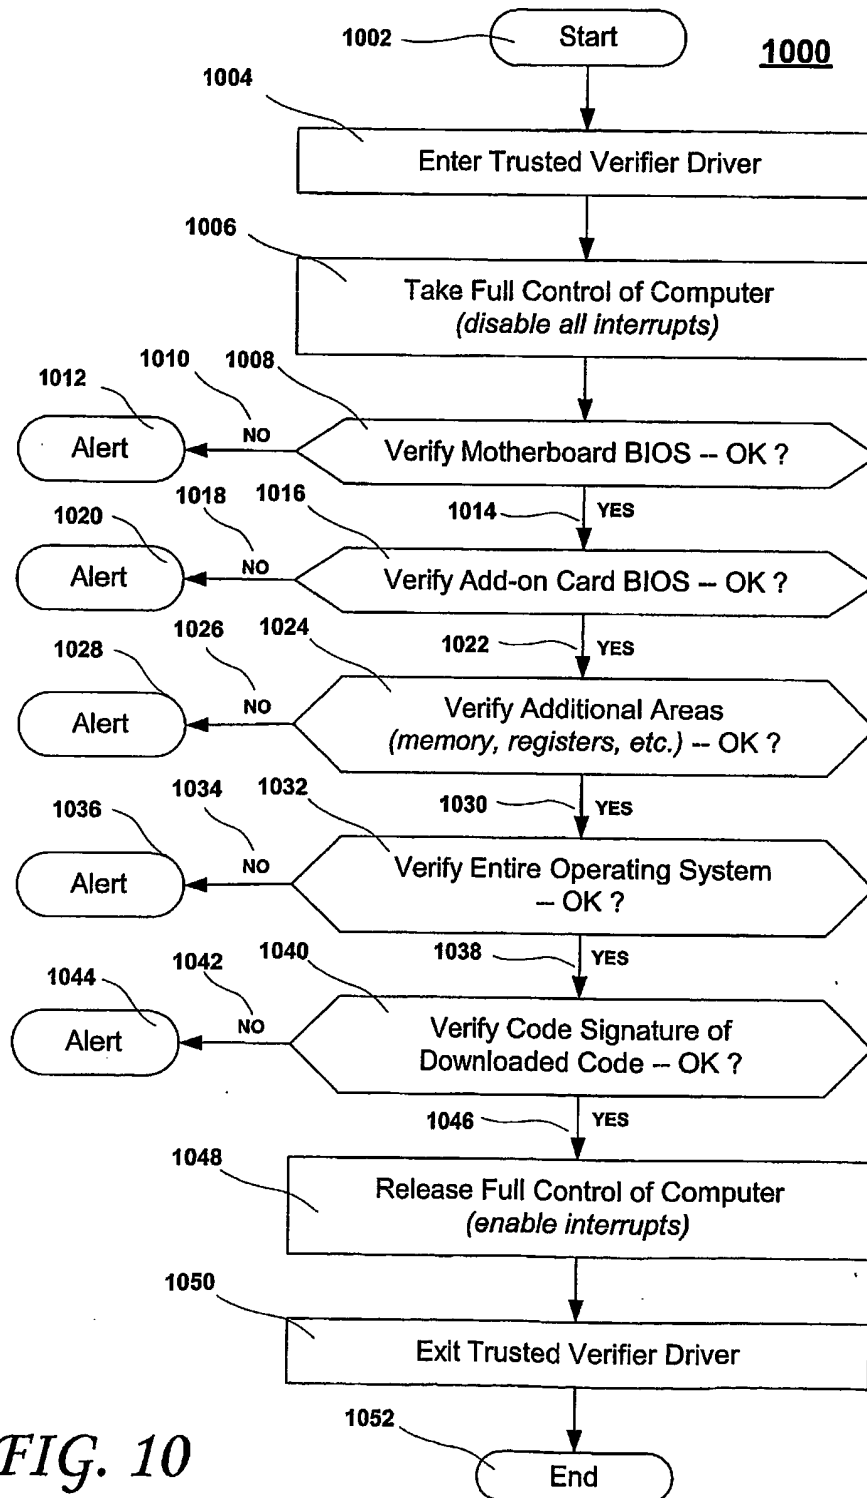 1002
Start
1000
1004
Enter Trusted Verifier Driver
1006
Take Full Control of Computer
(disable all interrupts)
1008
1010
1012
Alert
NO
Verify Motherboard BIOS -- OK ?
1014
YES
1016
1018
1020
Alert
NO
Verify Add-on Card BIOS -- OK ?
1022
YES
1024
1026
1028
Alert
NO
Verify Additional Areas
(memory, registers, etc.) -- OK ?
1030
YES
1032
1034
1036
Alert
NO
Verify Entire Operating System
-- OK ?
1038
YES
1040
1042
1044
Alert
NO
Verify Code Signature of
Downloaded Code -- OK ?
1046
YES
1048
Release Full Control of Computer
(enable interrupts)
1050
Exit Trusted Verifier Driver
1052
End
FIG. 10